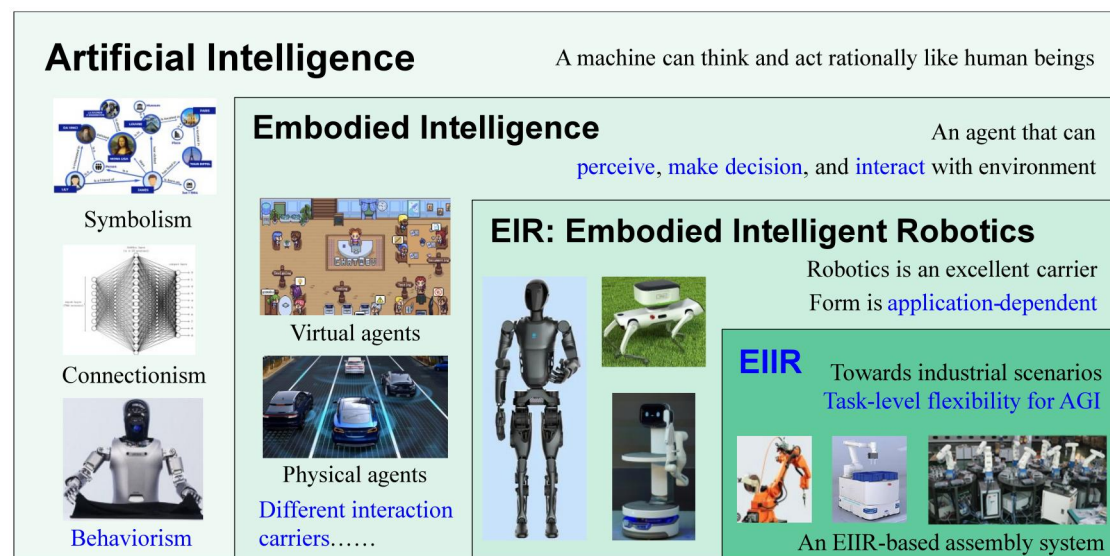 Artificial Intelligence
A machine can think and act rationally like human beings
Symbolism
Connectionism
Behaviorism
Embodied Intelligence
An agent that can
perceive, make decision, and interact with environment
Virtual agents
Physical agents
Different interaction
carriers……
EIR: Embodied Intelligent Robotics
Robotics is an excellent carrier
Form is application-dependent
EIIR
Towards industrial scenarios
Task-level flexibility for AGI
An EIIR-based assembly system